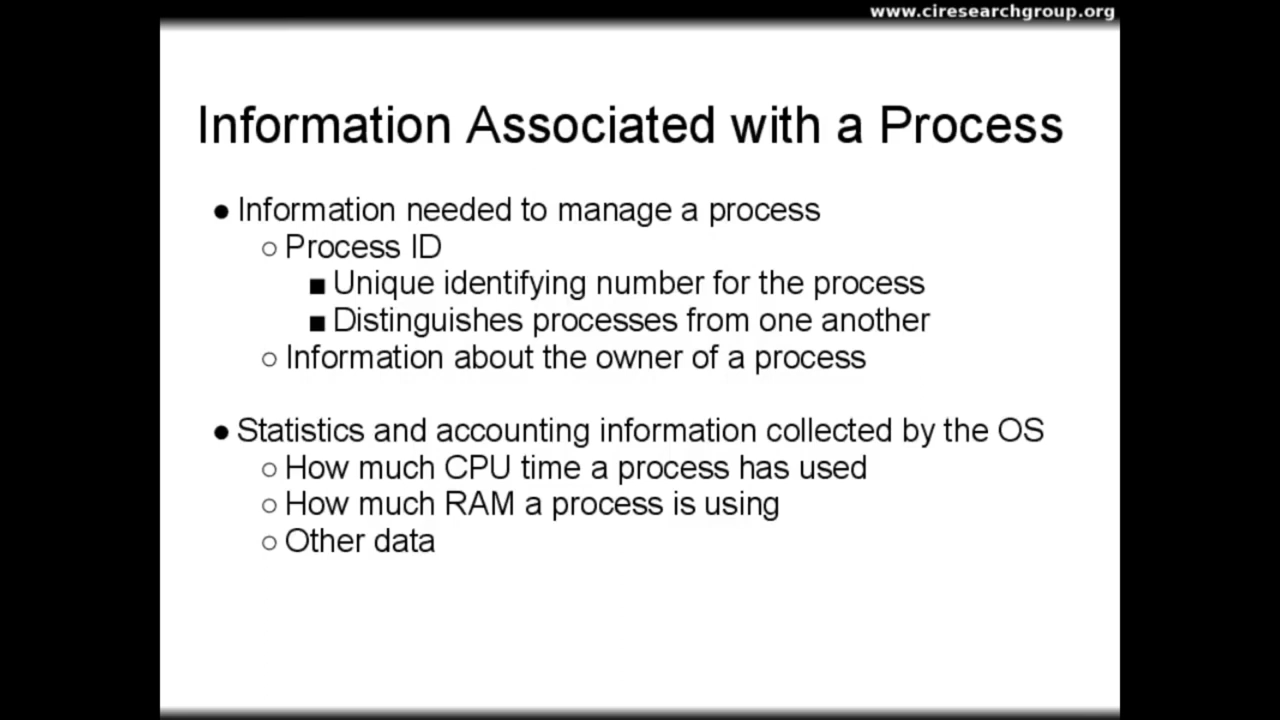 www.ciresearchgroup.org
Information Associated with a Process
● Information needed to manage a process
○ Process ID
■ Unique identifying number for the process
■ Distinguishes processes from one another
○ Information about the owner of a process
● Statistics and accounting information collected by the OS
○ How much CPU time a process has used
○ How much RAM a process is using
○ Other data